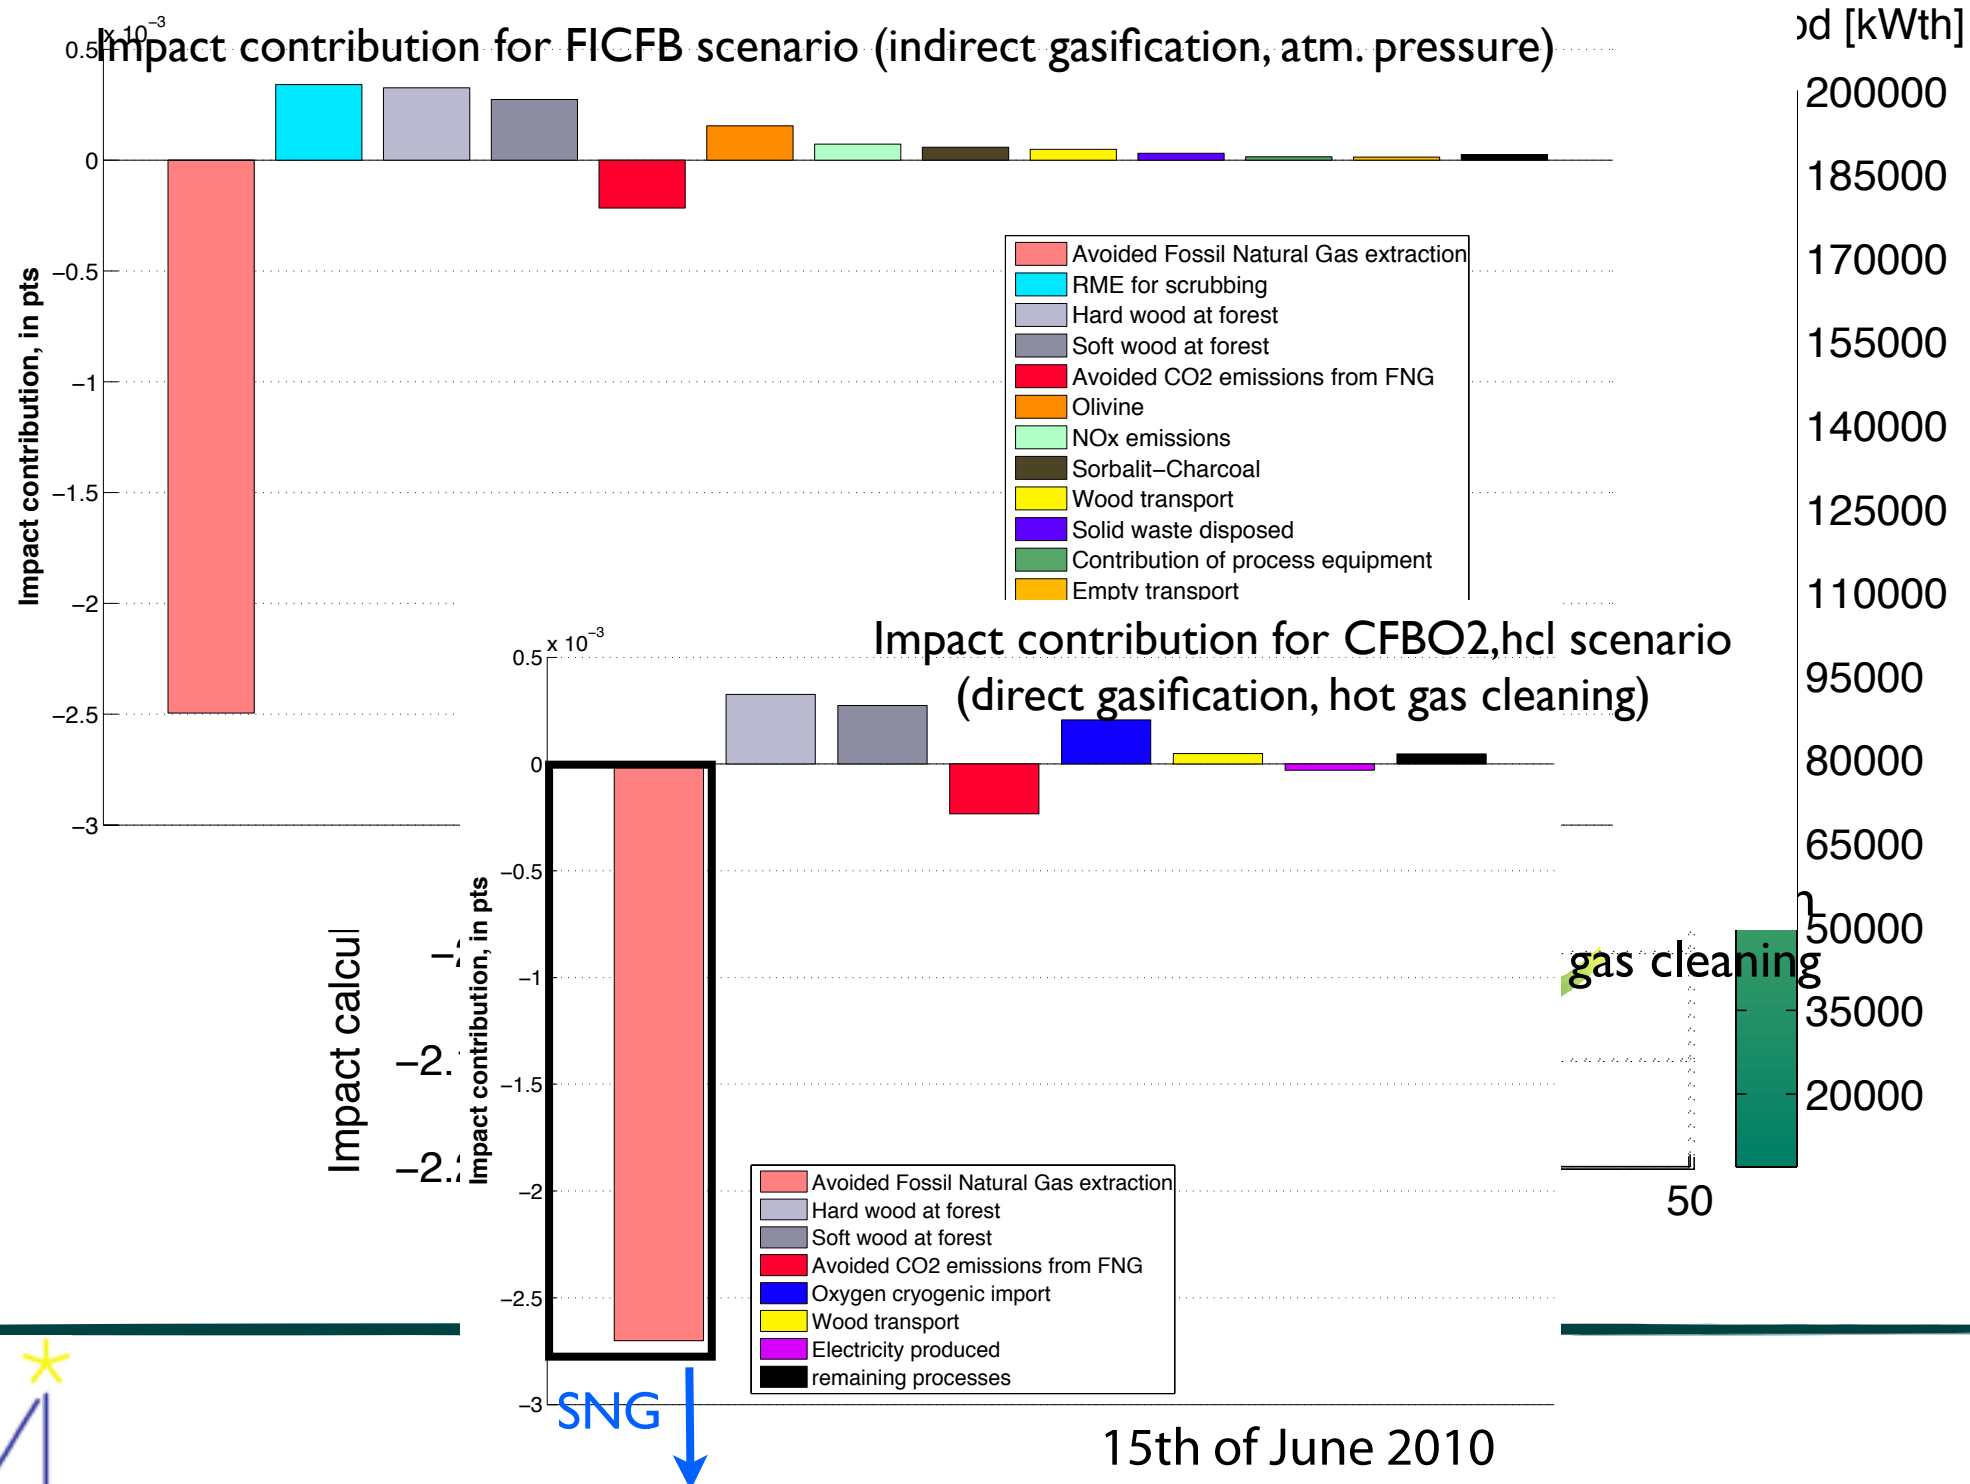 Impact contribution for FICFB scenario (indirect gasification, atm. pressure)
x 10−3
0.5
0
−0.5
−1
−1.5
−2
−2.5
−3
Impact contribution, in pts
Avoided Fossil Natural Gas extraction
RME for scrubbing
Hard wood at forest
Soft wood at forest
Avoided CO2 emissions from FNG
Olivine
NOx emissions
Sorbalit−Charcoal
Wood transport
Solid waste disposed
Contribution of process equipment
Empty transport
[kWth]
200000
185000
170000
155000
140000
125000
110000
95000
80000
65000
50000
35000
20000
Impact contribution for CFBO2,hcl scenario
(direct gasification, hot gas cleaning)
x 10−3
0.5
0
−0.5
−1
−1.5
−2
−2.5
−3
Impact contribution, in pts
Avoided Fossil Natural Gas extraction
Hard wood at forest
Soft wood at forest
Avoided CO2 emissions from FNG
Oxygen cryogenic import
Wood transport
Electricity produced
remaining processes
gas cleaning
Impact
50
SNG
15th of June 2010